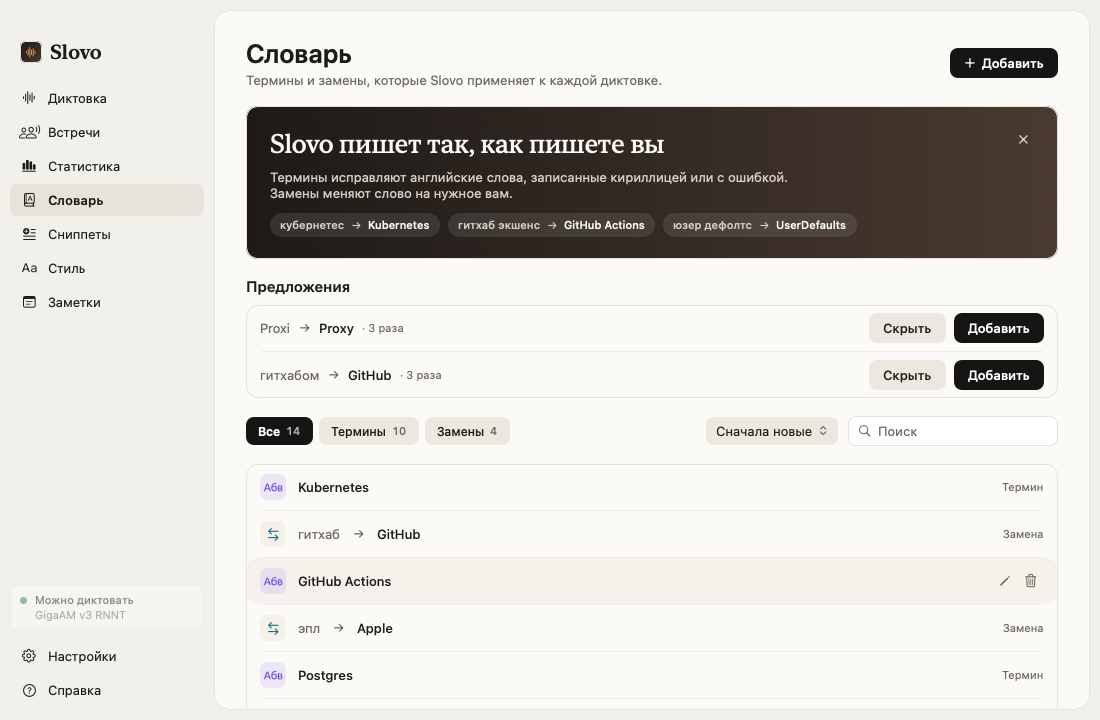 Slovo
Диктовка
Встречи
Статистика
Словарь
Сниппеты
Aa Стиль
Заметки
Можно диктовать
GigaAM v3 RNNT
Настройки
Справка
Словарь
Термины и замены, которые Slovo применяет к каждой диктовке.
+ Добавить
Slovo пишет так, как пишете вы
Термины исправляют английские слова, записанные кириллицей или с ошибкой.
Замены меняют слово на нужное вам.
кубернетес → Kubernetes гитхаб экшенс → GitHub Actions юзер дефолтс → UserDefaults
Предложения
Proxi → Proxy · 3 раза Скрыть Добавить
гитхабом → GitHub · 3 раза Скрыть Добавить
Все 14 Термины 10 Замены 4 Сначала новые Поиск
Абв Kubernetes Термин
гитхаб → GitHub Замена
Абв GitHub Actions
эпл → Apple Замена
Абв Postgres Термин